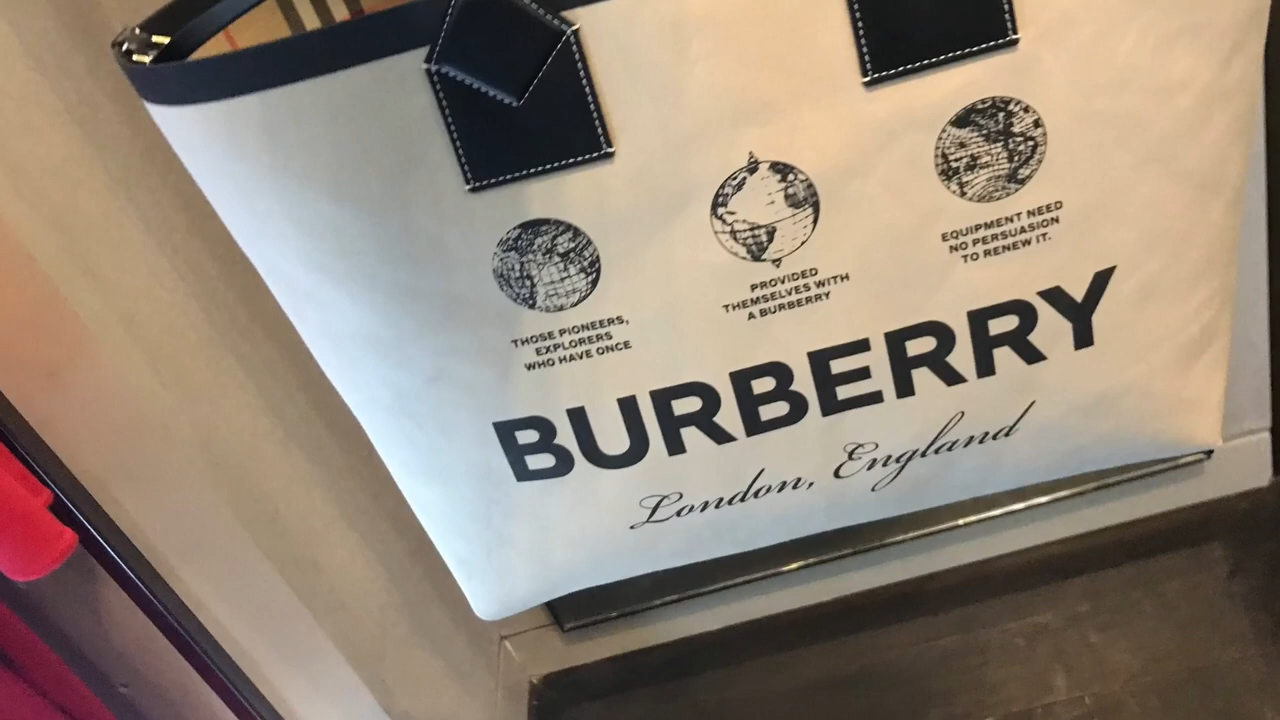 THOSE PIONEERS,
EXPLORERS
WHO HAVE ONCE
PROVIDED
THEMSELVES WITH
A BURBERRY
EQUIPMENT NEED
NO PERSUASION
TO RENEW IT.
BURBERRY
London, England